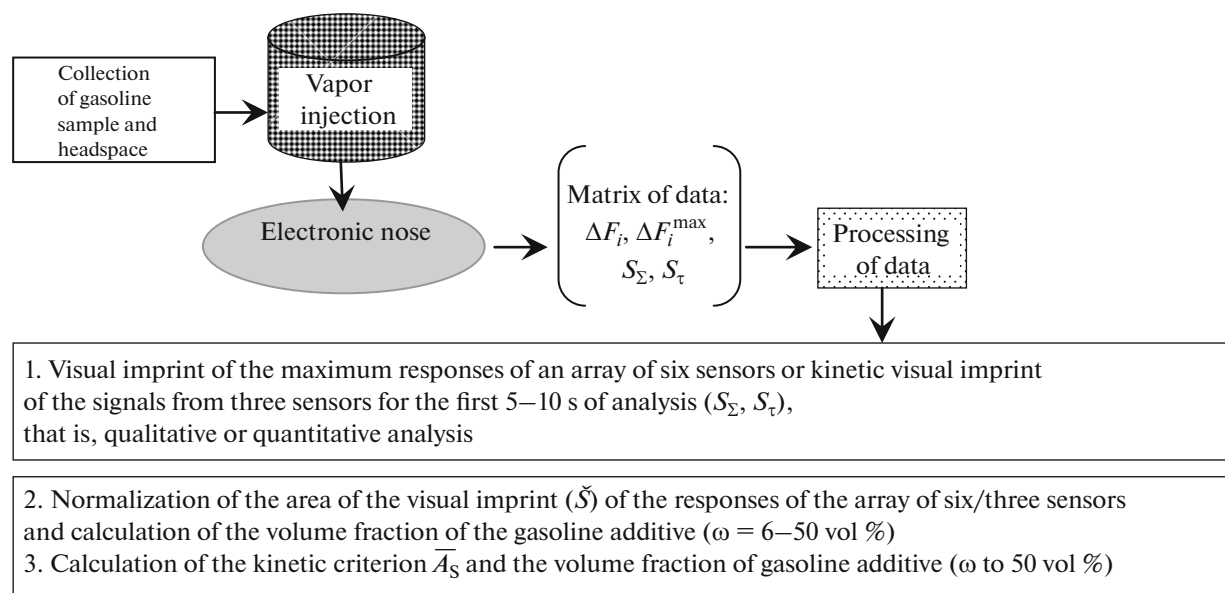 Collection
of gasoline
sample and
headspace
Vapor
injection
Electronic nose
Matrix of data:
ΔFᵢ, ΔFᵢᵐᵃˣ,
S_Σ, S_τ
Processing
of data
1. Visual imprint of the maximum responses of an array of six sensors or kinetic visual imprint
of the signals from three sensors for the first 5–10 s of analysis (S_Σ, S_τ),
that is, qualitative or quantitative analysis
2. Normalization of the area of the visual imprint (Š) of the responses of the array of six/three sensors
and calculation of the volume fraction of the gasoline additive (ω = 6–50 vol %)
3. Calculation of the kinetic criterion A̅_S and the volume fraction of gasoline additive (ω to 50 vol %)